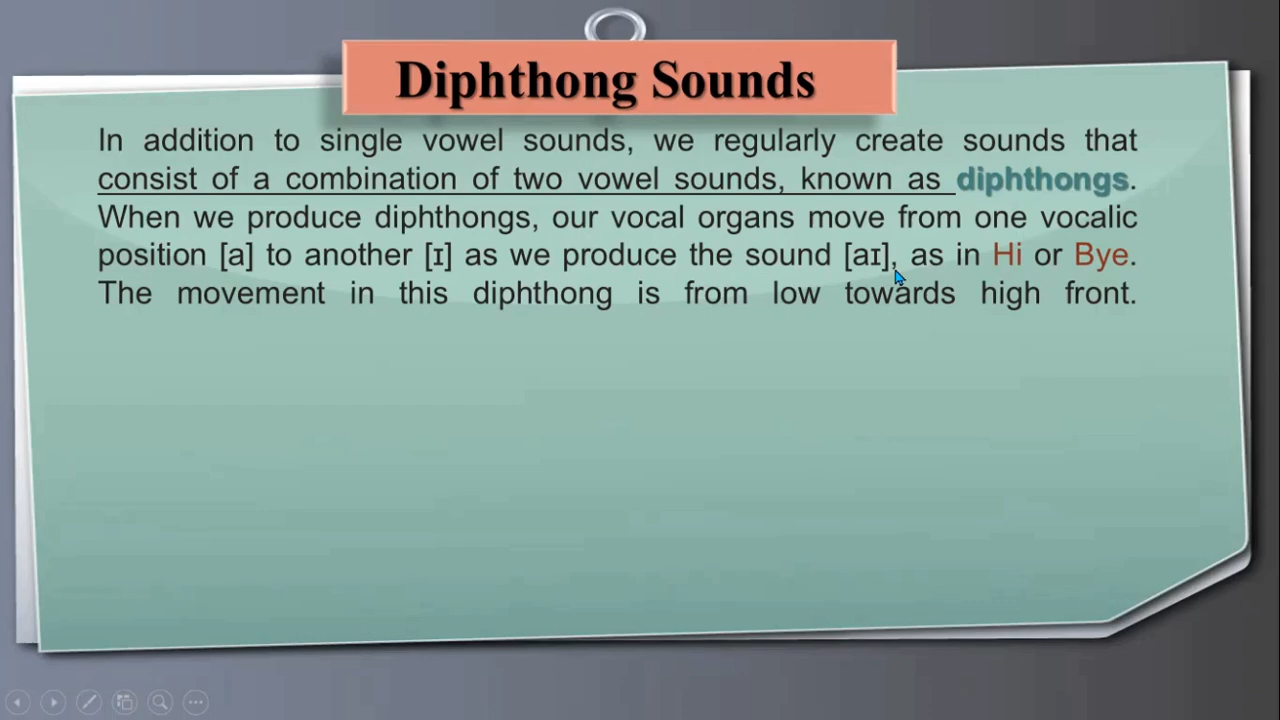 Diphthong Sounds
In addition to single vowel sounds, we regularly create sounds that
consist of a combination of two vowel sounds, known as diphthongs.
When we produce diphthongs, our vocal organs move from one vocalic
position [a] to another [ɪ] as we produce the sound [aɪ], as in Hi or Bye.
The movement in this diphthong is from low towards high front.